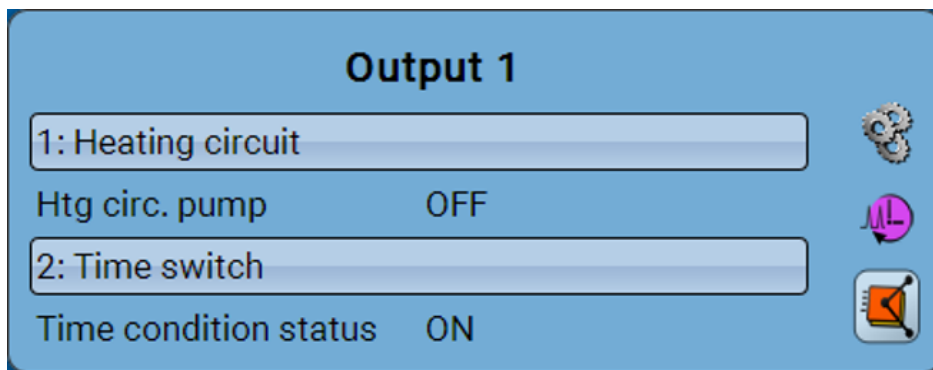 Output 1
1: Heating circuit
Htg circ. pump OFF
2: Time switch
Time condition status ON